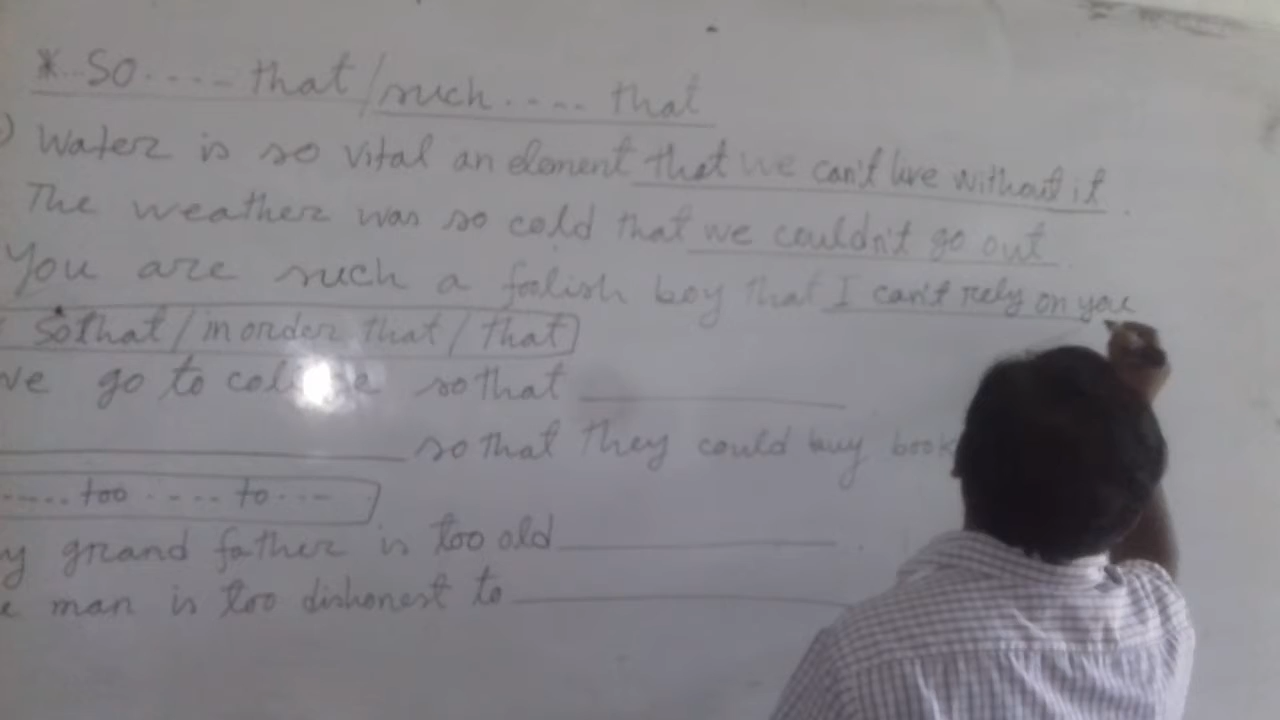 * So ..... that / such .... that
) Water is so vital an element that we can't live without it.
The weather was so cold that we couldn't go out.
You are such a foolish boy that I can't rely on you
so that / in order that / that
We go to college so that ________
________ so that they could buy book
..... too ..... to ....
my grand father is too old ________.
man is too dishonest to ________